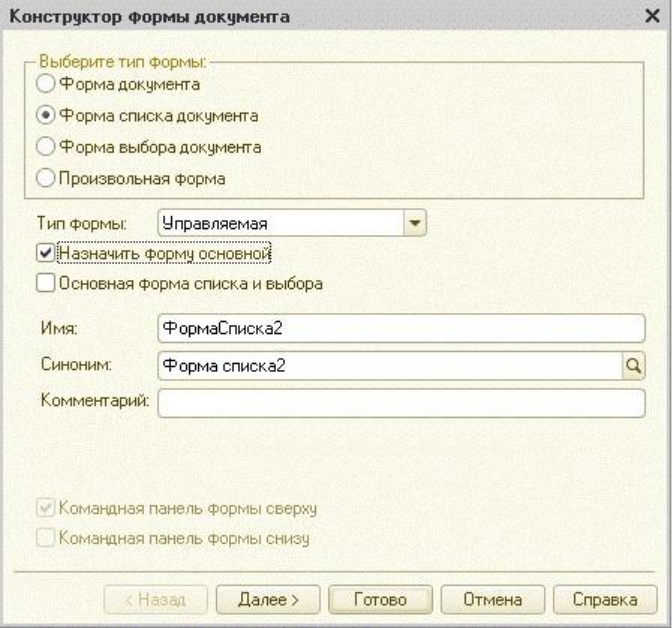 Конструктор формы документа
Выберите тип формы:
Форма документа
Форма списка документа
Форма выбора документа
Произвольная форма
Тип формы: Управляемая
Назначить форму основной
Основная форма списка и выбора
Имя: ФормаСписка2
Синоним: Форма списка2
Комментарий:
Командная панель формы сверху
Командная панель формы снизу
< Назад Далее > Готово Отмена Справка